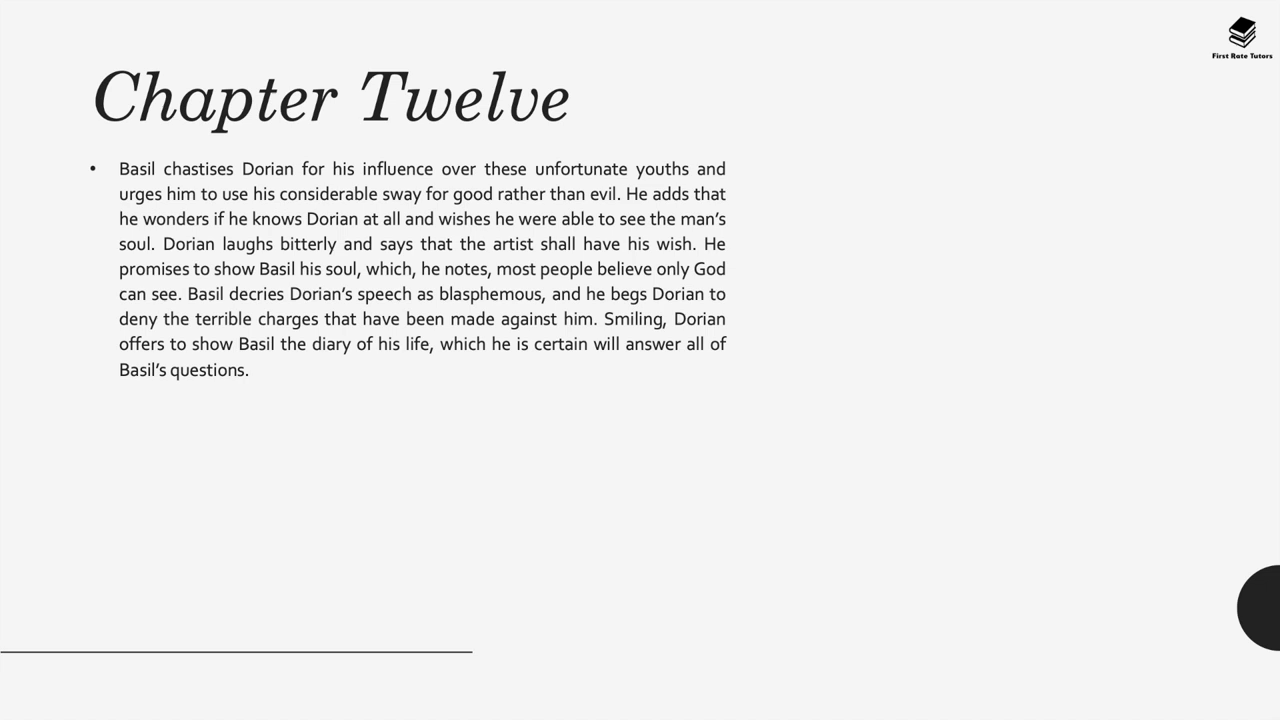 First Rate Tutors
Chapter Twelve
• Basil chastises Dorian for his influence over these unfortunate youths and
urges him to use his considerable sway for good rather than evil. He adds that
he wonders if he knows Dorian at all and wishes he were able to see the man’s
soul. Dorian laughs bitterly and says that the artist shall have his wish. He
promises to show Basil his soul, which, he notes, most people believe only God
can see. Basil decries Dorian’s speech as blasphemous, and he begs Dorian to
deny the terrible charges that have been made against him. Smiling, Dorian
offers to show Basil the diary of his life, which he is certain will answer all of
Basil’s questions.